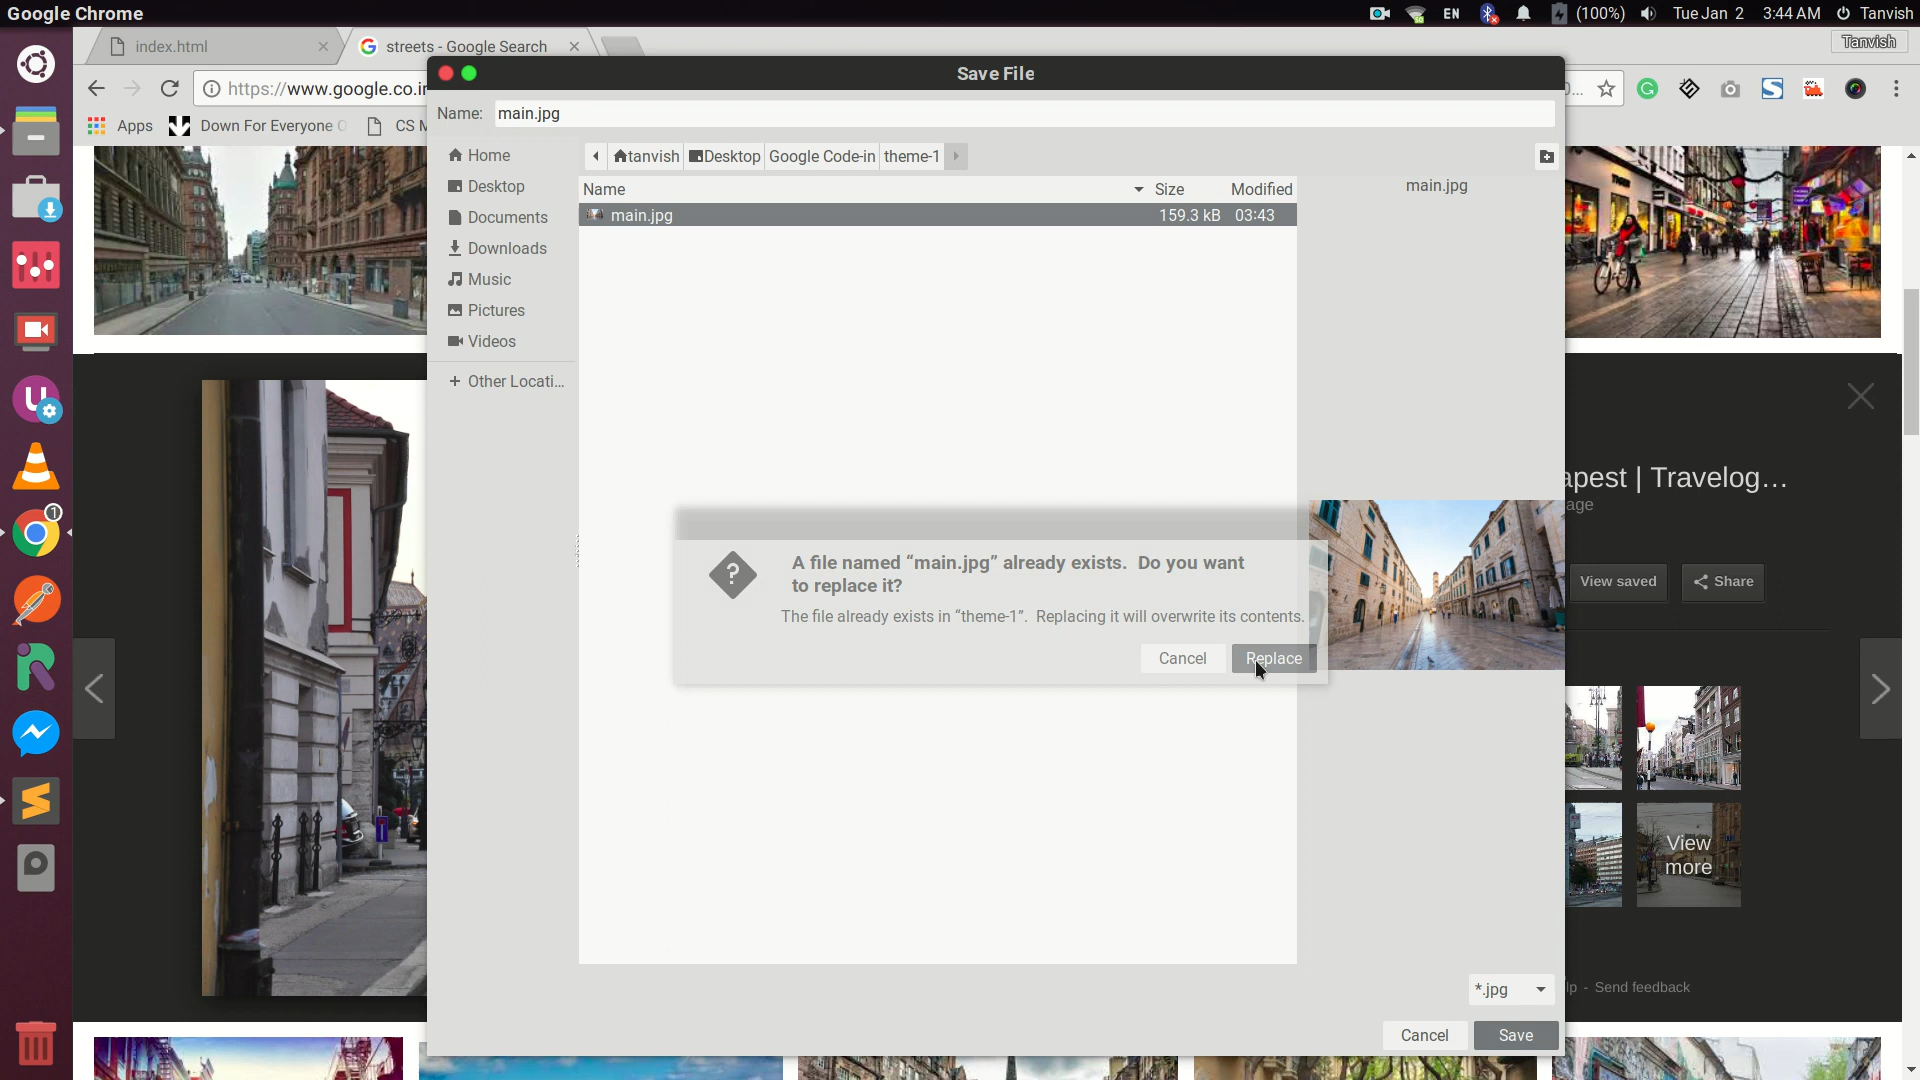 Google Chrome
EN
(100%)
Tue Jan 2
3:44 AM
Tanvish
index.html
streets - Google Search
Tanvish
Save File
https://www.google.co.in
Name: main.jpg
Apps
Down For Everyone
CS
Home
Desktop
Documents
Downloads
Music
Pictures
Videos
Other Locati...
tanvish
Desktop
Google Code-in
theme-1
Name
Size
Modified
main.jpg
159.3 kB
03:43
main.jpg
A file named “main.jpg” already exists. Do you want
to replace it?
The file already exists in “theme-1”. Replacing it will overwrite its contents.
Cancel
Replace
apest | Travelog...
age
View saved
Share
View
more
lp - Send feedback
*.jpg
Cancel
Save
1